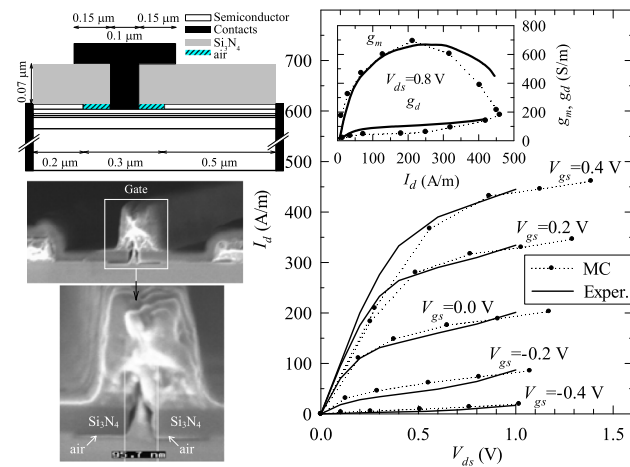 0.15 µm 0.15 µm
0.1 µm
Semiconductor
Contacts
Si3N4
air
0.07 µm
0.2 µm 0.3 µm 0.5 µm
Gate
Si3N4 Si3N4
air air
nm
700
600
500
400
300
200
100
0
Id (A/m)
0.0 0.5 1.0 1.5
Vds (V)
gm
Vds=0.8 V
gd
800
600
400
200
0
gm, gd (S/m)
0 100 200 300 400 500
Id (A/m)
Vgs=0.4 V
Vgs=0.2 V
MC
Exper.
Vgs=0.0 V
Vgs=-0.2 V
Vgs=-0.4 V